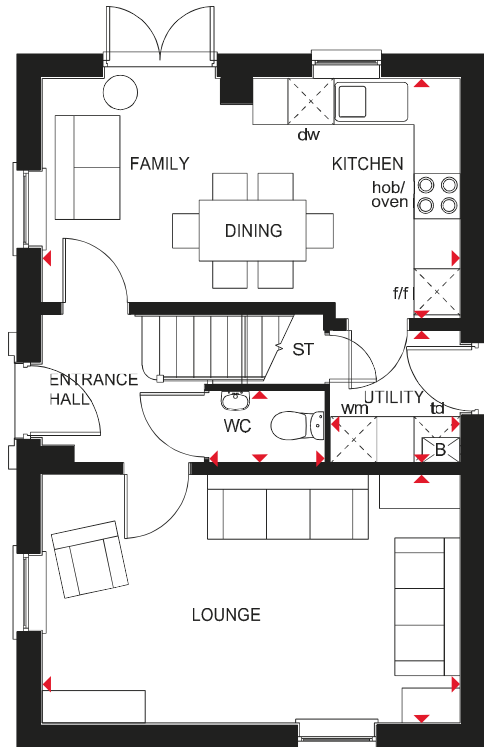 dw
FAMILY
KITCHEN
hob/
oven
DINING
f/f
ST
ENTRANCE
HALL
UTILITY
WC
wm
td
B
LOUNGE